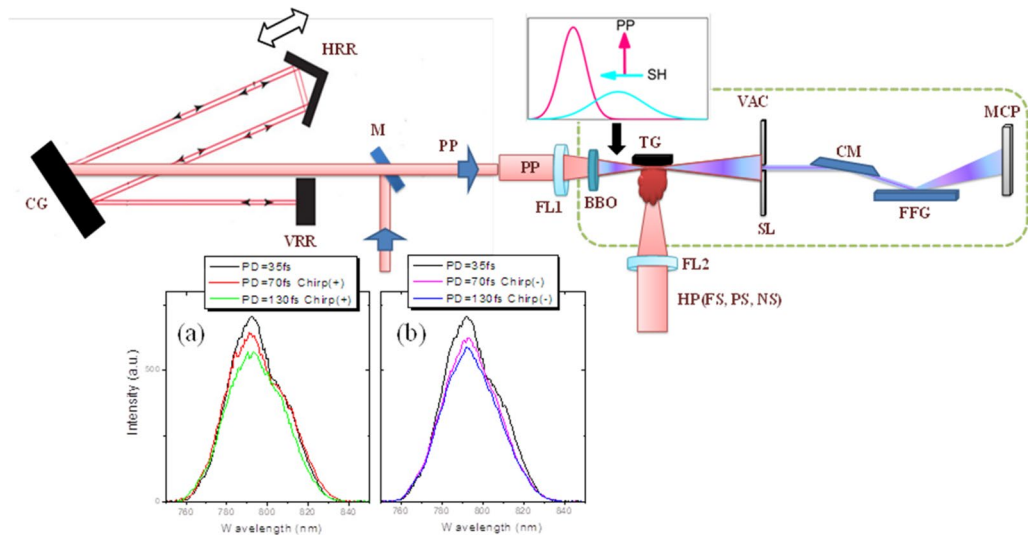 PP
SH
HRR
M
PP
PP
TG
VAC
CM
MCP
CG
VRR
FL1
BBO
SL
FFG
FL2
HP(FS, PS, NS)
PD=35fs
PD=70fs Chirp(+)
PD=130fs Chirp(+)
PD=35fs
PD=70fs Chirp(-)
PD=130fs Chirp(-)
(a)
(b)
Intensity (a.u.)
500
0
760 780 800 820 840
760 780 800 820 840
Wavelength (nm)
Wavelength (nm)